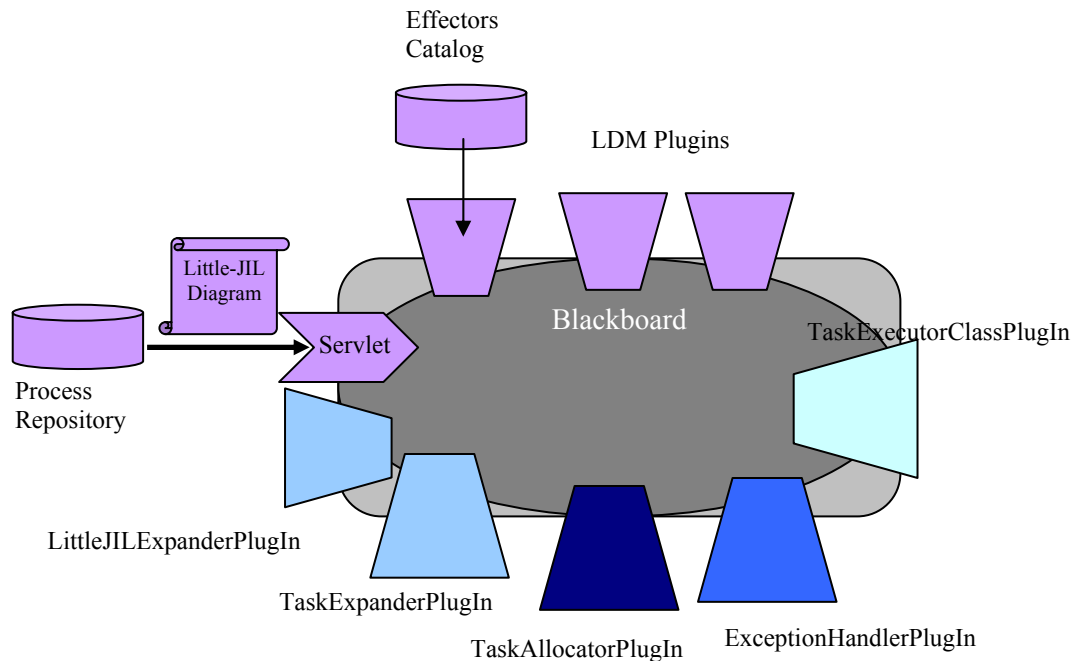 Effectors
Catalog
LDM Plugins
Little-JIL
Diagram
Blackboard
Servlet
TaskExecutorClassPlugIn
Process
Repository
LittleJILExpanderPlugIn
TaskExpanderPlugIn
TaskAllocatorPlugIn
ExceptionHandlerPlugIn